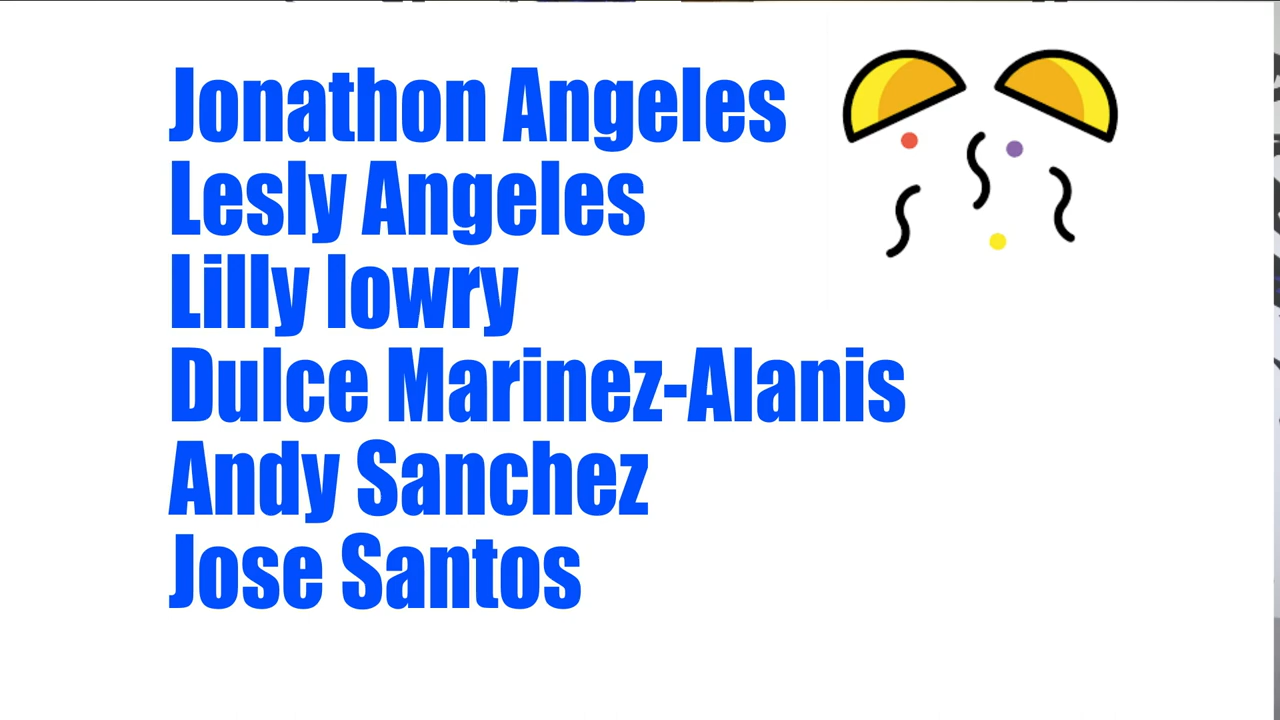 Jonathon Angeles
Lesly Angeles
Lilly lowry
Dulce Marinez-Alanis
Andy Sanchez
Jose Santos